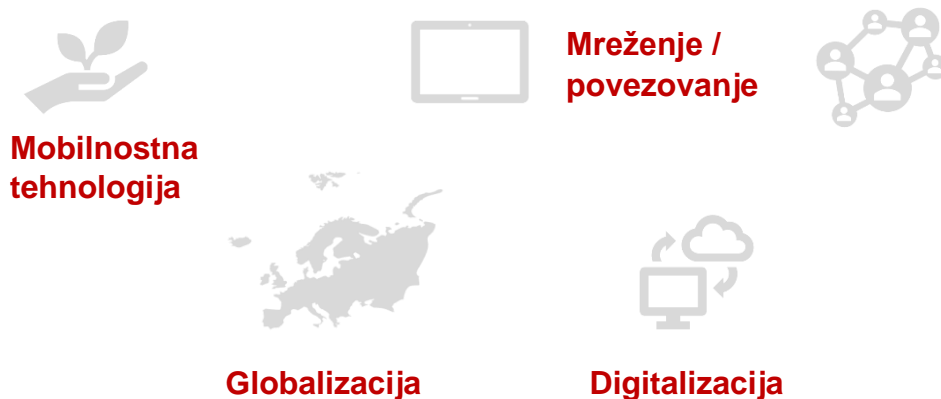 Mreženje /
povezovanje
Mobilnostna
tehnologija
Globalizacija
Digitalizacija